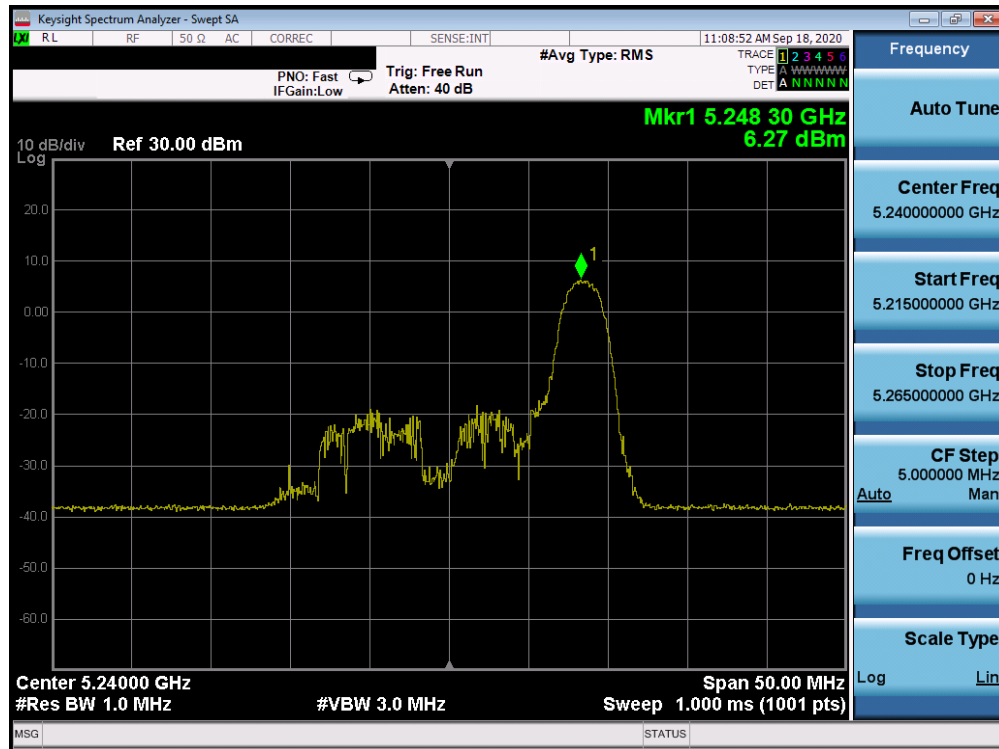 Keysight Spectrum Analyzer - Swept SA
LXI RL RF 50 Ω AC CORREC SENSE:INT 11:08:52 AM Sep 18, 2020
#Avg Type: RMS TRACE 1 2 3 4 5 6
PNO: Fast Trig: Free Run TYPE A WWWWW
IFGain:Low Atten: 40 dB DET A N N N N N
Mkr1 5.248 30 GHz
6.27 dBm
10 dB/div Ref 30.00 dBm
Log
1
20.0
10.0
0.00
-10.0
-20.0
-30.0
-40.0
-50.0
-60.0
Center 5.24000 GHz Span 50.00 MHz
#Res BW 1.0 MHz #VBW 3.0 MHz Sweep 1.000 ms (1001 pts)
MSG STATUS
Frequency
Auto Tune
Center Freq
5.240000000 GHz
Start Freq
5.215000000 GHz
Stop Freq
5.265000000 GHz
CF Step
5.000000 MHz
Auto Man
Freq Offset
0 Hz
Scale Type
Log Lin